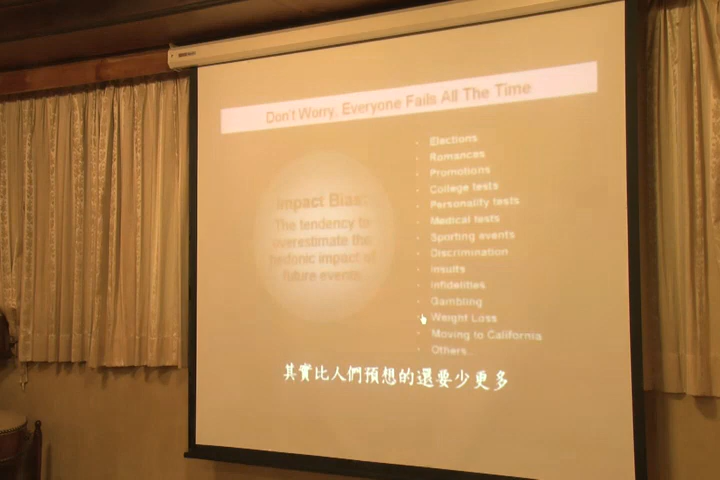 Don't Worry, Everyone Fails All The Time
Impact Bias:
The tendency to
overestimate the
hedonic impact of
future events
• Elections
• Romances
• Promotions
• College tests
• Personality tests
• Medical tests
• Sporting events
• Discrimination
• Insults
• Infidelities
• Gambling
• Weight Loss
• Moving to California
• Others...
其實比人們預想的還要少更多